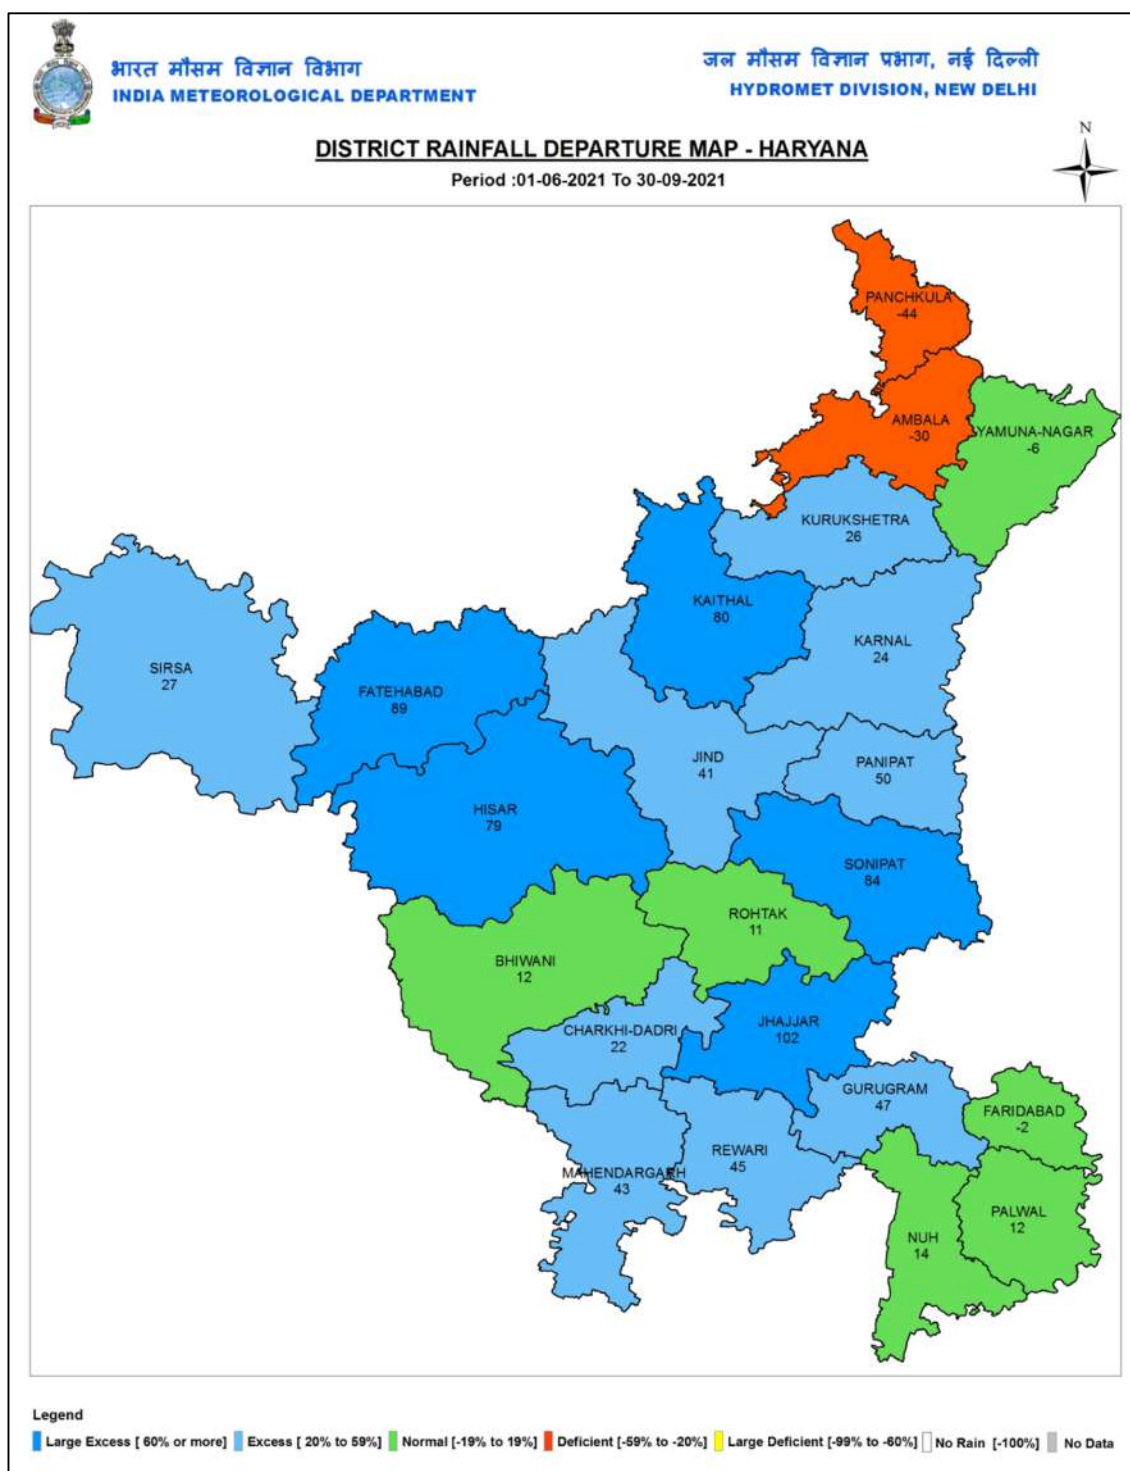 भारत मौसम विज्ञान विभाग
INDIA METEOROLOGICAL DEPARTMENT
जल मौसम विज्ञान प्रभाग, नई दिल्ली
HYDROMET DIVISION, NEW DELHI
DISTRICT RAINFALL DEPARTURE MAP - HARYANA
Period :01-06-2021 To 30-09-2021
N
PANCHKULA
-44
AMBALA
-30
YAMUNA-NAGAR
-6
KURUKSHETRA
26
KAITHAL
80
KARNAL
24
SIRSA
27
FATEHABAD
89
JIND
41
PANIPAT
50
HISAR
79
SONIPAT
84
ROHTAK
11
BHIWANI
12
JHAJJAR
102
CHARKHI-DADRI
22
GURUGRAM
47
FARIDABAD
-2
REWARI
45
MAHENDARGARH
43
PALWAL
12
NUH
14
Legend
Large Excess [ 60% or more] Excess [ 20% to 59%] Normal [-19% to 19%] Deficient [-59% to -20%] Large Deficient [-99% to -60%] No Rain [-100%] No Data